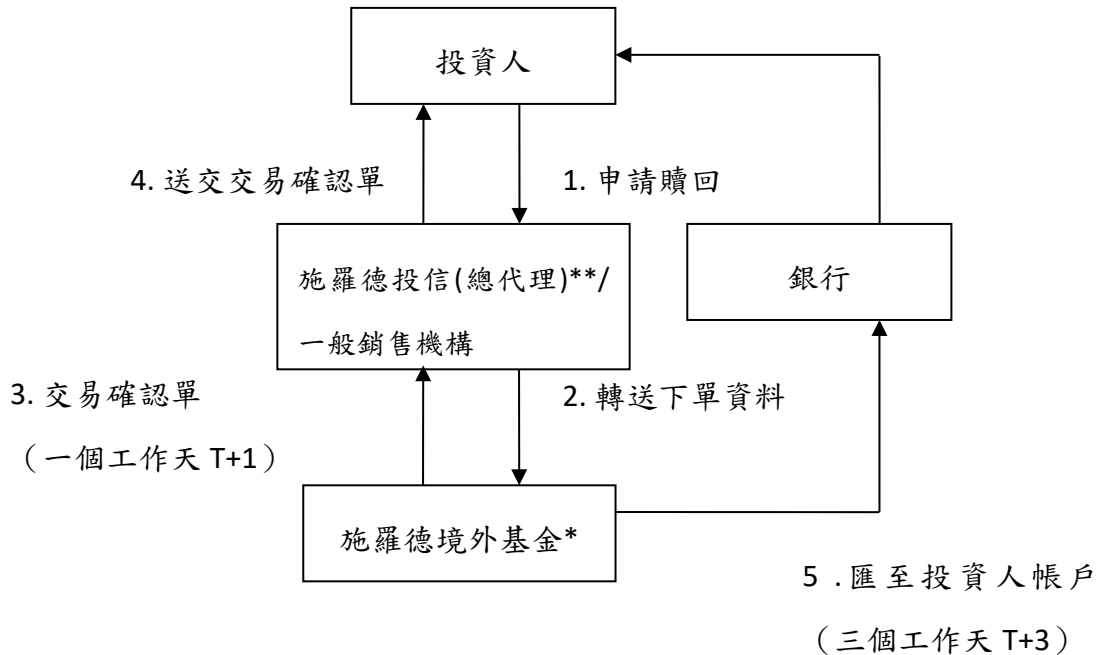 投資人
4. 送交交易確認單
1. 申請贖回
施羅德投信(總代理)**/
一般銷售機構
銀行
3. 交易確認單
（一個工作天 T+1）
2. 轉送下單資料
施羅德境外基金*
5 .匯至投資人帳戶
（三個工作天 T+3）